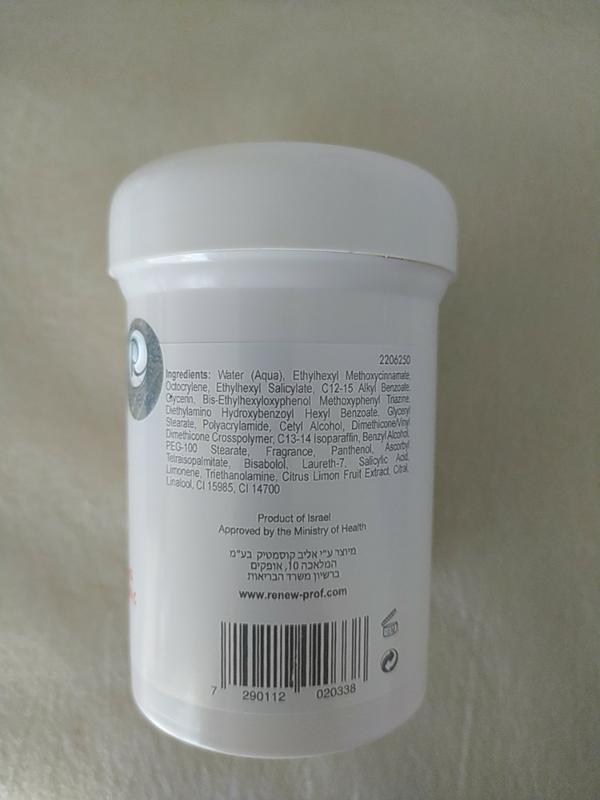 2206250
Ingredients: Water (Aqua), Ethylhexyl Methoxycinnamate,
Octocrylene, Ethylhexyl Salicylate, C12-15 Alkyl Benzoate,
Glycerin, Bis-Ethylhexyloxyphenol Methoxyphenyl Triazine,
Diethylamino Hydroxybenzoyl Hexyl Benzoate, Glyceryl
Stearate, Polyacrylamide, Cetyl Alcohol, Dimethicone/Vinyl
Dimethicone Crosspolymer, C13-14 Isoparaffin, Benzyl Alcohol,
PEG-100 Stearate, Fragrance, Panthenol, Ascorbyl
Tetraisopalmitate, Bisabolol, Laureth-7, Salicylic Acid,
Limonene, Triethanolamine, Citrus Limon Fruit Extract, Citral,
Linalool, CI 15985, CI 14700
Product of Israel
Approved by the Ministry of Health
מיוצר ע״י אליב קוסמטיק בע״מ
המלאכה 10, אופקים
ברשיון משרד הבריאות
www.renew-prof.com
7 290112 020338